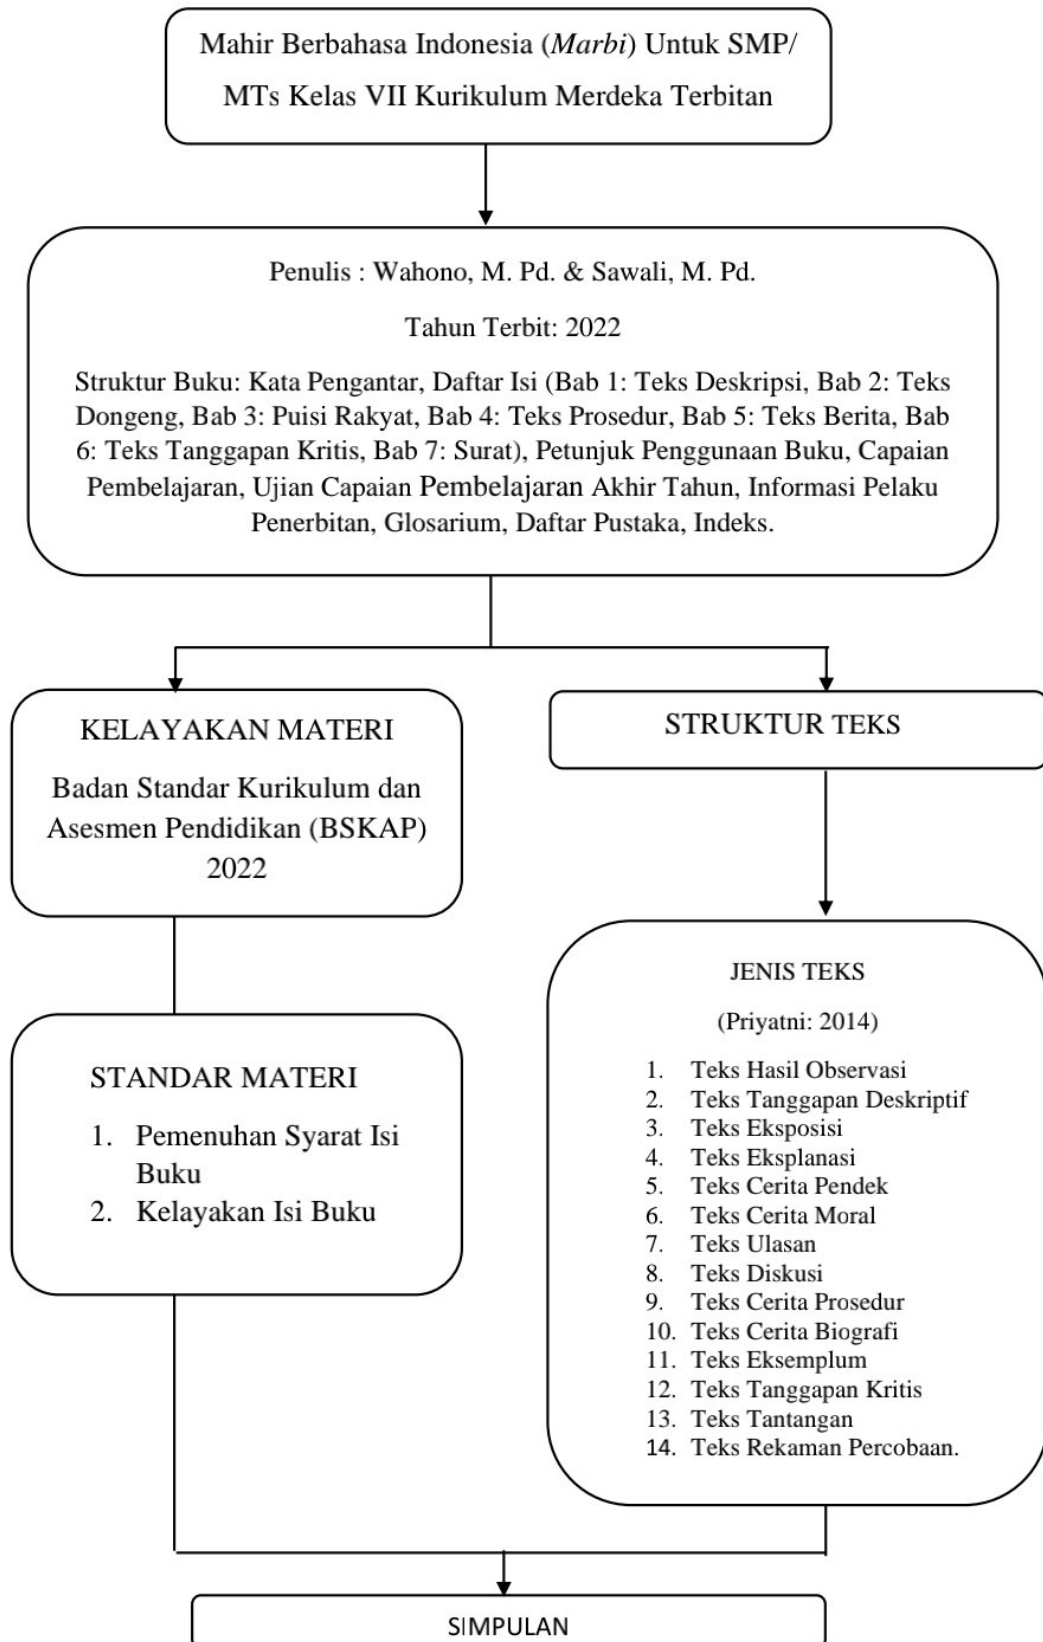 Mahir Berbahasa Indonesia (Marbi) Untuk SMP/
MTs Kelas VII Kurikulum Merdeka Terbitan
Penulis : Wahono, M. Pd. & Sawali, M. Pd.
Tahun Terbit: 2022
Struktur Buku: Kata Pengantar, Daftar Isi (Bab 1: Teks Deskripsi, Bab 2: Teks
Dongeng, Bab 3: Puisi Rakyat, Bab 4: Teks Prosedur, Bab 5: Teks Berita, Bab
6: Teks Tanggapan Kritis, Bab 7: Surat), Petunjuk Penggunaan Buku, Capaian
Pembelajaran, Ujian Capaian Pembelajaran Akhir Tahun, Informasi Pelaku
Penerbitan, Glosarium, Daftar Pustaka, Indeks.
KELAYAKAN MATERI
Badan Standar Kurikulum dan
Asesmen Pendidikan (BSKAP)
2022
STANDAR MATERI
1. Pemenuhan Syarat Isi
Buku
2. Kelayakan Isi Buku
STRUKTUR TEKS
JENIS TEKS
(Priyatni: 2014)
1. Teks Hasil Observasi
2. Teks Tanggapan Deskriptif
3. Teks Eksposisi
4. Teks Eksplanasi
5. Teks Cerita Pendek
6. Teks Cerita Moral
7. Teks Ulasan
8. Teks Diskusi
9. Teks Cerita Prosedur
10. Teks Cerita Biografi
11. Teks Eksemplum
12. Teks Tanggapan Kritis
13. Teks Tantangan
14. Teks Rekaman Percobaan.
SIMPULAN